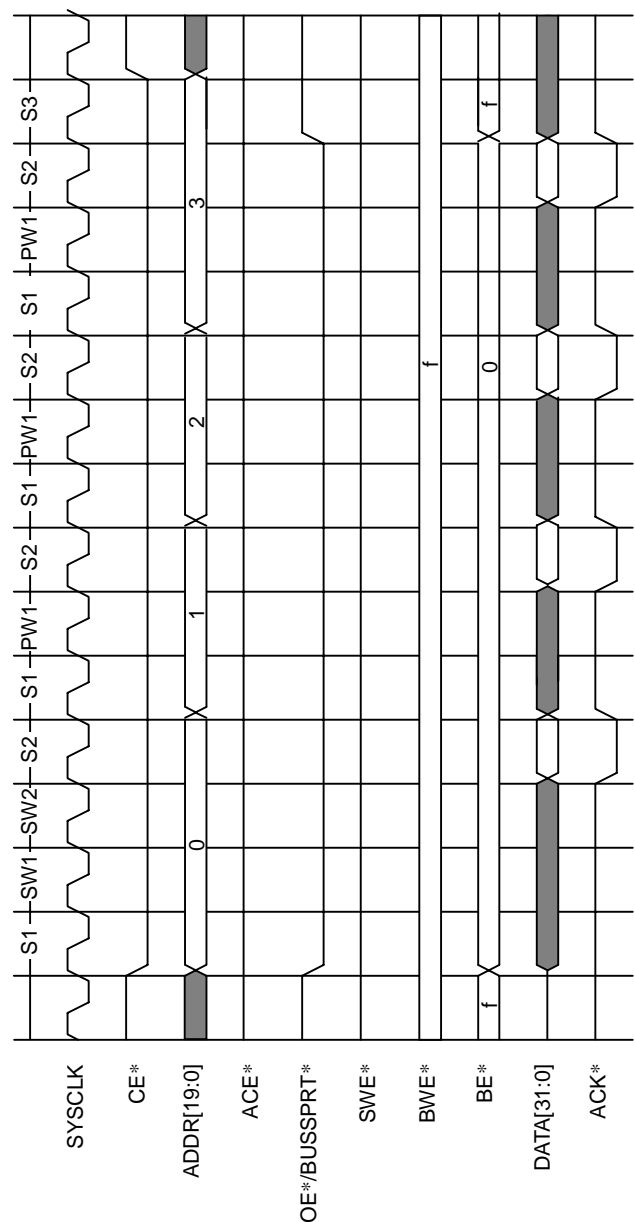 S1 SW1 SW2 S2 S1 PW1 S2 S1 PW1 S2 S1 PW1 S2 S3
SYSCLK
CE*
ADDR[19:0] 0 1 2 3
ACE*
OE*/BUSSPRT*
SWE*
BWE* f
BE* f 0 f
DATA[31:0]
ACK*